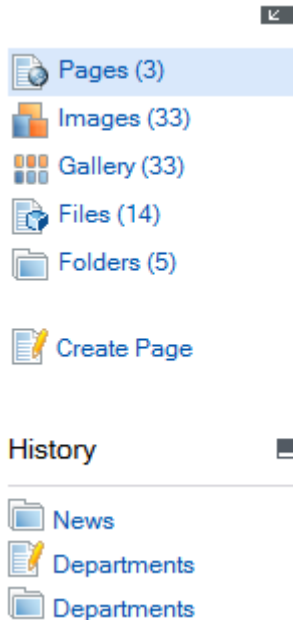 Pages (3)
Images (33)
Gallery (33)
Files (14)
Folders (5)
Create Page
History
News
Departments
Departments